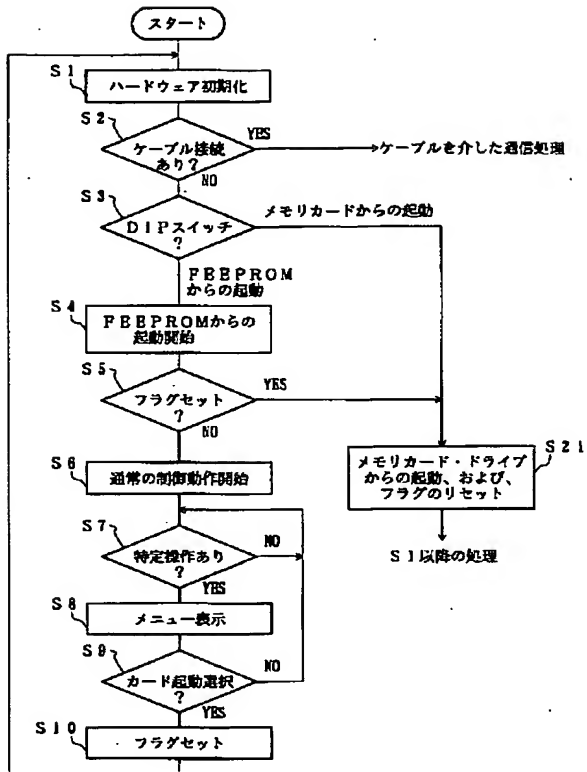 スタート
S1
ハードウェア初期化
S2
ケーブル接続
あり?
YES
ケーブルを介した通信処理
NO
S3
DIPスイッチ
?
メモリカードからの起動
FEEPROM
からの起動
S4
FEEPROMからの
起動開始
S5
フラグセット
?
YES
NO
S6
通常の制御動作開始
S21
メモリカード・ドライブ
からの起動、および、
フラグのリセット
S1以降の処理
S7
特定操作あり
?
NO
YES
S8
メニュー表示
S9
カード起動選択
?
NO
YES
S10
フラグセット